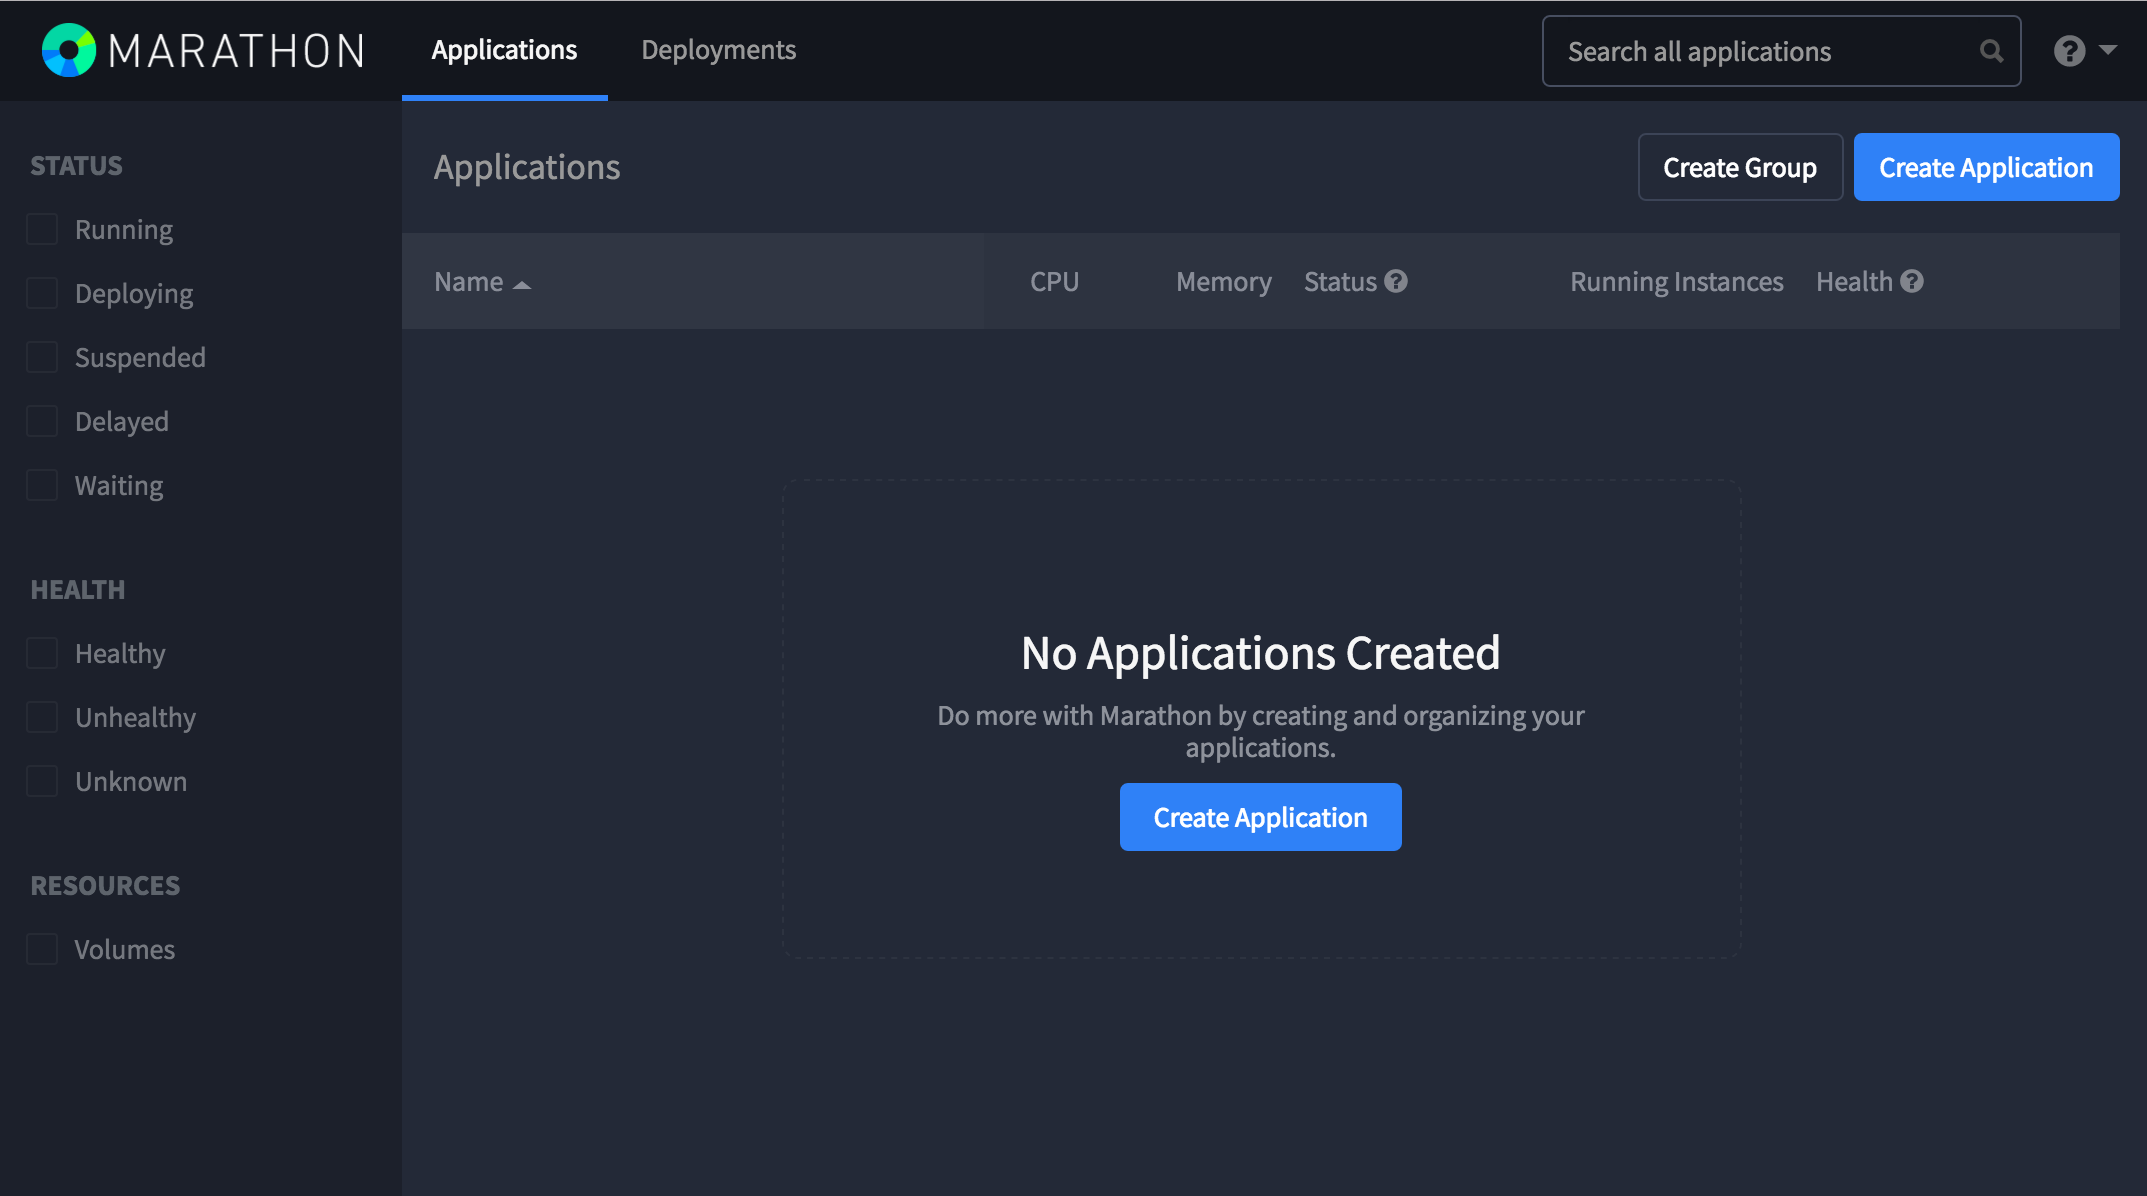 MARATHON
Applications
Deployments
Search all applications
STATUS
Running
Deploying
Suspended
Delayed
Waiting
HEALTH
Healthy
Unhealthy
Unknown
RESOURCES
Volumes
Applications
Create Group
Create Application
Name
CPU
Memory
Status
Running Instances
Health
No Applications Created
Do more with Marathon by creating and organizing your
applications.
Create Application